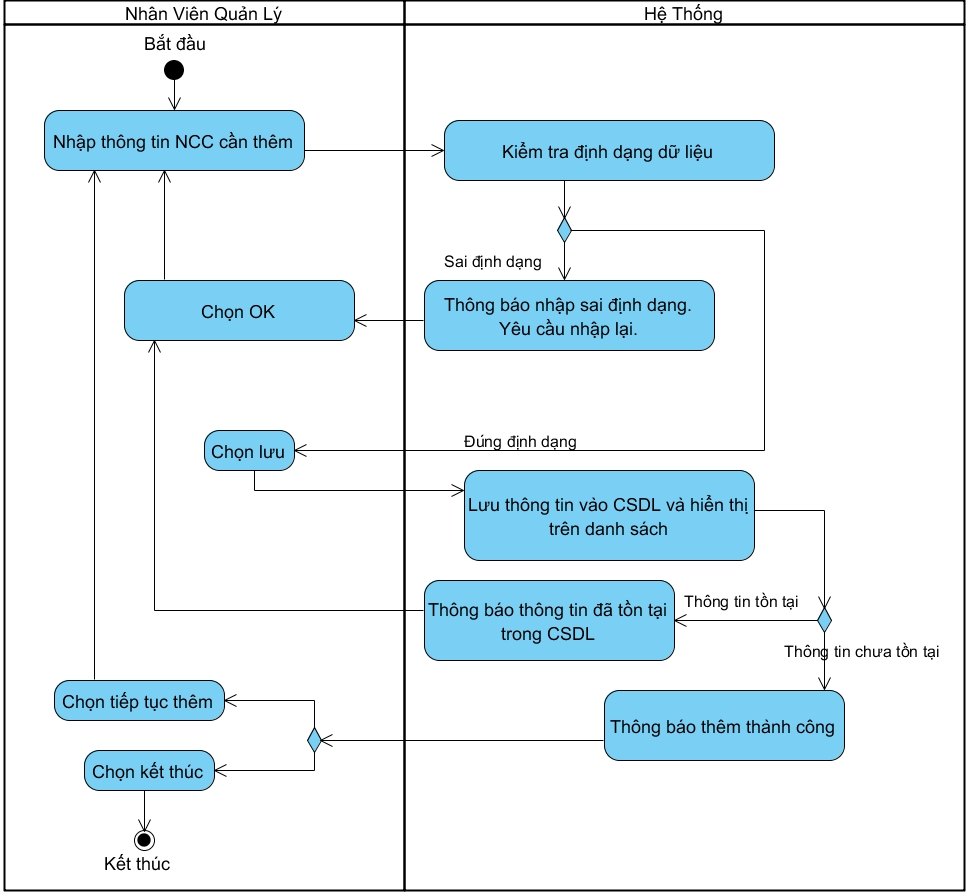 Nhân Viên Quản Lý
Hệ Thống
Bắt đầu
Nhập thông tin NCC cần thêm
Kiểm tra định dạng dữ liệu
Sai định dạng
Thông báo nhập sai định dạng.
Yêu cầu nhập lại.
Chọn OK
Đúng định dạng
Chọn lưu
Lưu thông tin vào CSDL và hiển thị
trên danh sách
Thông báo thông tin đã tồn tại
trong CSDL
Thông tin tồn tại
Thông tin chưa tồn tại
Chọn tiếp tục thêm
Thông báo thêm thành công
Chọn kết thúc
Kết thúc